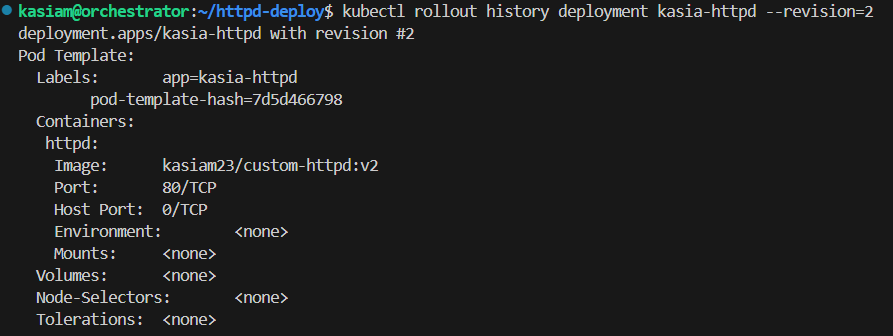 kasiam@orchestrator:~/httpd-deploy$ kubectl rollout history deployment kasia-httpd --revision=2
deployment.apps/kasia-httpd with revision #2
Pod Template:
  Labels:       app=kasia-httpd
        pod-template-hash=7d5d466798
  Containers:
   httpd:
    Image:      kasiam23/custom-httpd:v2
    Port:       80/TCP
    Host Port:  0/TCP
    Environment:        <none>
    Mounts:     <none>
  Volumes:      <none>
  Node-Selectors:       <none>
  Tolerations:  <none>